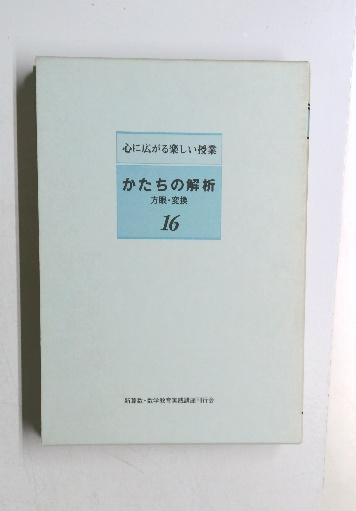 心に広がる楽しい授業
かたちの解析
方眼・変換
16
新算数・数学教育実践講座刊行会